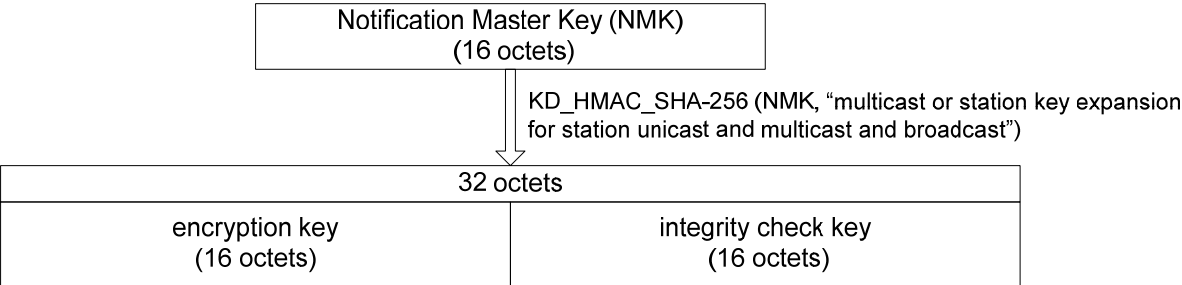 Notification Master Key (NMK)
(16 octets)
KD_HMAC_SHA-256 (NMK, “multicast or station key expansion
for station unicast and multicast and broadcast”)
32 octets
encryption key
(16 octets)
integrity check key
(16 octets)